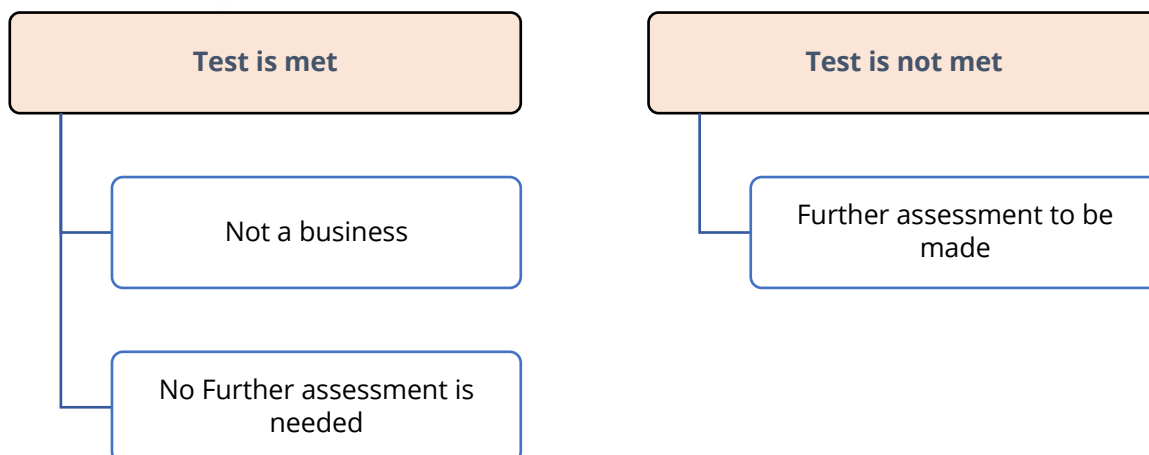 Test is met
Not a business
No Further assessment is
needed
Test is not met
Further assessment to be
made